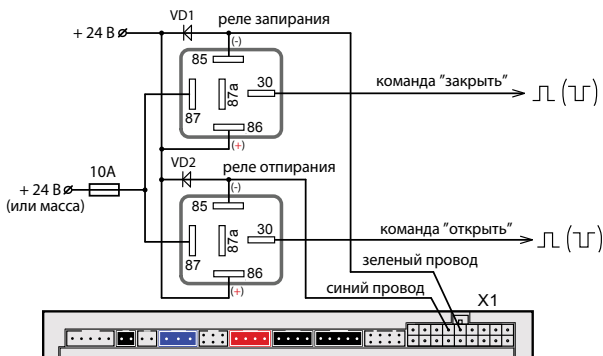 VD1
реле запирания
+ 24 В
(-)
85
30
87a
87
86
(+)
команда "закрыть"
VD2
реле отпирания
10A
+ 24 В
(или масса)
(-)
85
30
87a
87
86
(+)
команда "открыть"
зеленый провод
синий провод
X1